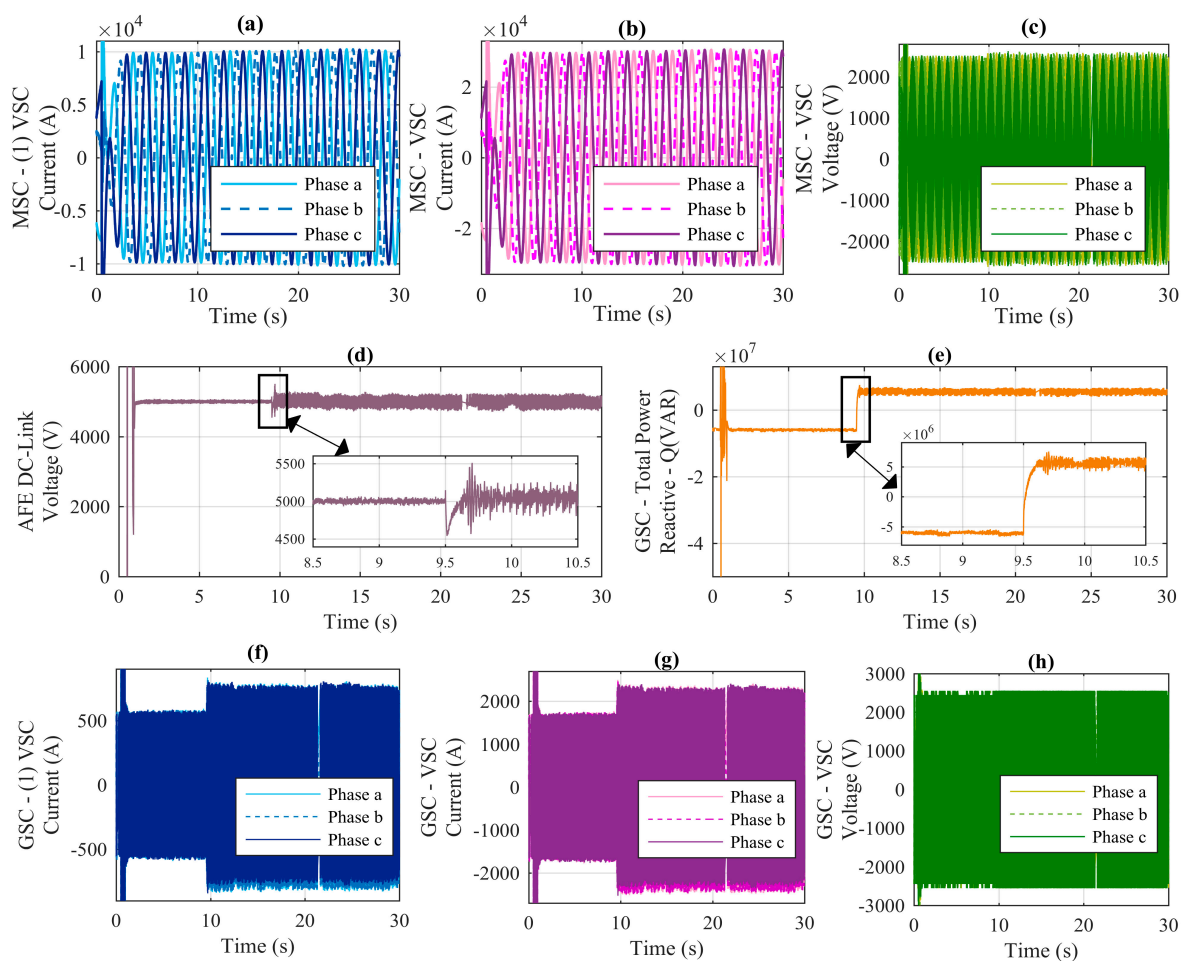 (a)
×10⁴
MSC - (1) VSC
Current (A)
1
0.5
0
-0.5
-1
Phase a
Phase b
Phase c
0 10 20 30
Time (s)
(b)
×10⁴
MSC - VSC
Current (A)
2
0
-2
Phase a
Phase b
Phase c
0 10 20 30
Time (s)
(c)
MSC - VSC
Voltage (V)
2000
1000
0
-1000
-2000
Phase a
Phase b
Phase c
0 10 20 30
Time (s)
(d)
AFE DC-Link
Voltage (V)
6000
4000
2000
0
5500
5000
4500
8.5 9 9.5 10 10.5
0 5 10 15 20 25 30
Time (s)
(e)
×10⁷
GSC - Total Power
Reactive - Q(VAR)
0
-2
-4
×10⁶
5
0
-5
8.5 9 9.5 10 10.5
0 5 10 15 20 25 30
Time (s)
(f)
GSC - (1) VSC
Current (A)
500
0
-500
Phase a
Phase b
Phase c
0 10 20 30
Time (s)
(g)
GSC - VSC
Current (A)
2000
1000
0
-1000
-2000
Phase a
Phase b
Phase c
0 10 20 30
Time (s)
(h)
GSC - VSC
Voltage (V)
3000
2000
1000
0
-1000
-2000
-3000
Phase a
Phase b
Phase c
0 10 20 30
Time (s)